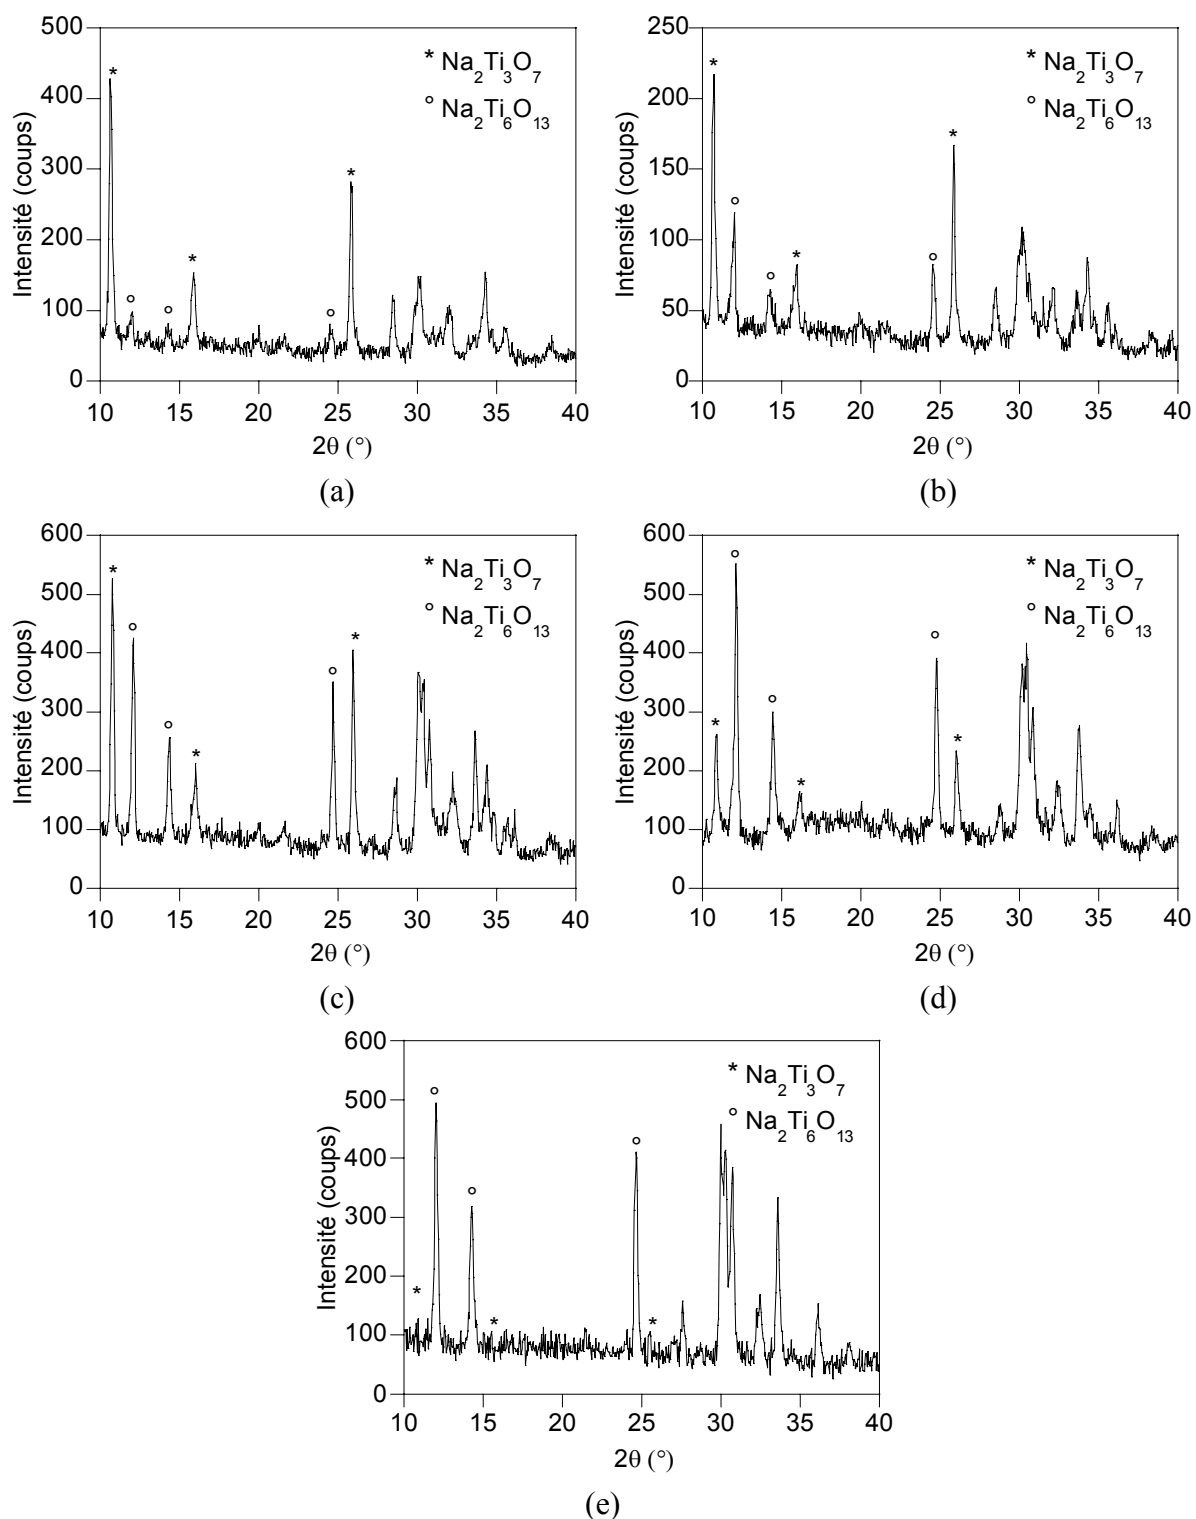 500
400
300
200
100
0
Intensité (coups)
* Na2Ti3O7
° Na2Ti6O13
10 15 20 25 30 35 40
2θ (°)
(a)
250
200
150
100
50
0
Intensité (coups)
* Na2Ti3O7
° Na2Ti6O13
10 15 20 25 30 35 40
2θ (°)
(b)
600
500
400
300
200
100
0
Intensité (coups)
* Na2Ti3O7
° Na2Ti6O13
10 15 20 25 30 35 40
2θ (°)
(c)
600
500
400
300
200
100
0
Intensité (coups)
* Na2Ti3O7
° Na2Ti6O13
10 15 20 25 30 35 40
2θ (°)
(d)
600
500
400
300
200
100
0
Intensité (coups)
* Na2Ti3O7
° Na2Ti6O13
10 15 20 25 30 35 40
2θ (°)
(e)